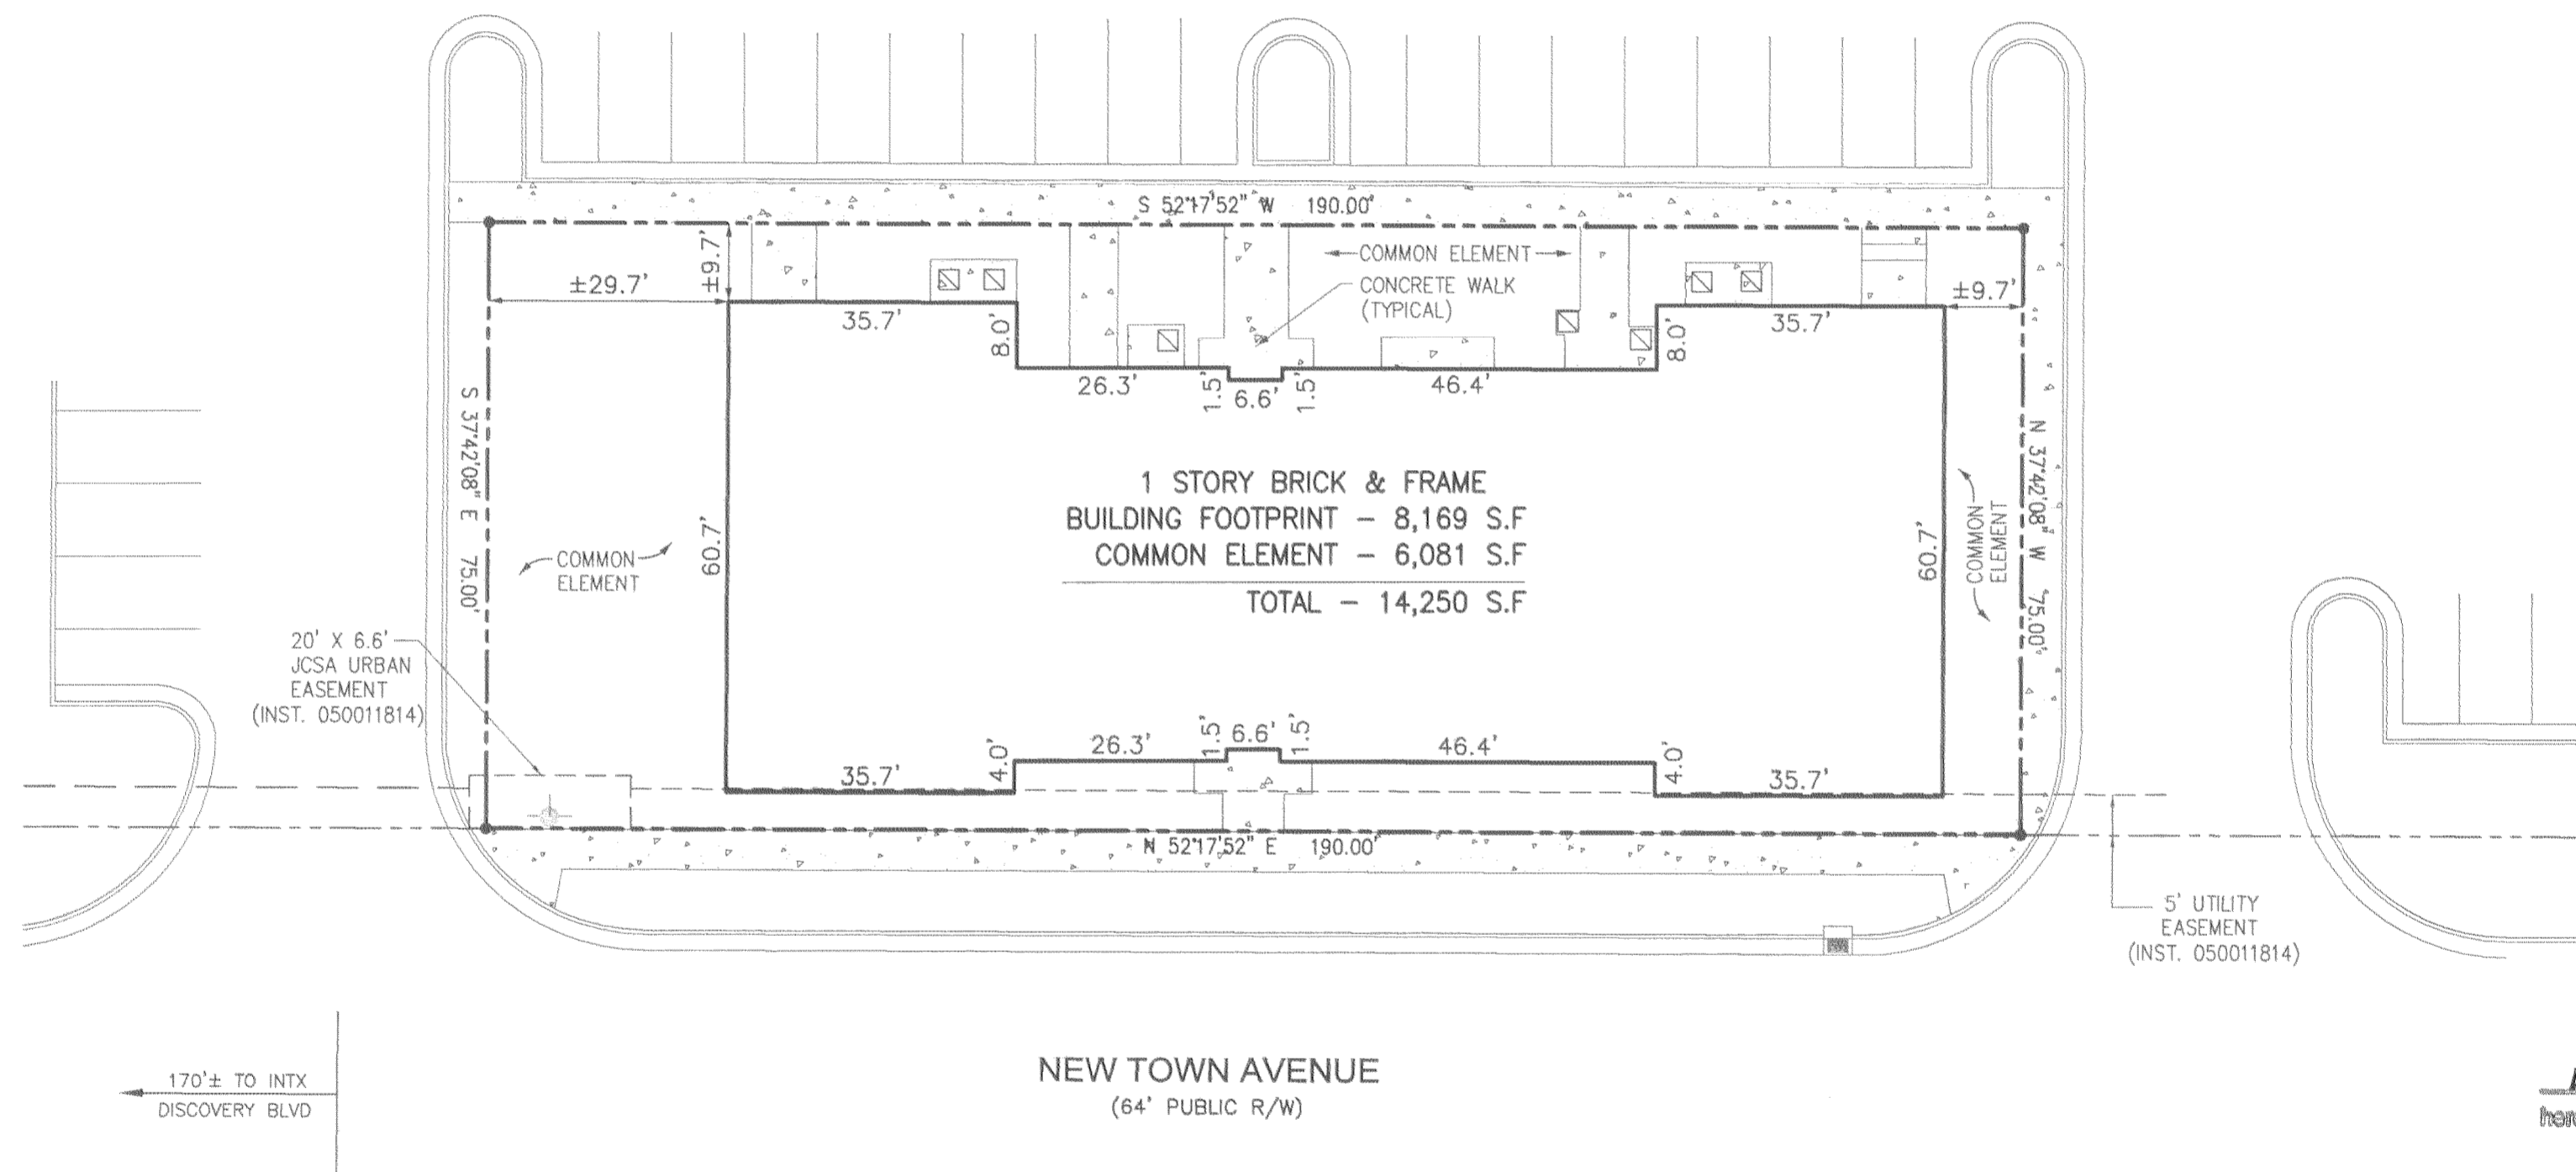 S 52°17'52" W 190.00'
±29.7'
±9.7'
COMMON ELEMENT
CONCRETE WALK
(TYPICAL)
±9.7'
35.7'
8.0'
26.3'
1.5'
6.6'
1.5'
46.4'
8.0'
35.7'
S 37°42'08" E 75.00'
60.7'
COMMON
ELEMENT
1 STORY BRICK & FRAME
BUILDING FOOTPRINT – 8,169 S.F
COMMON ELEMENT – 6,081 S.F
TOTAL – 14,250 S.F
60.7'
COMMON
ELEMENT
N 37°42'08" W 75.00'
20' X 6.6'
JCSA URBAN
EASEMENT
(INST. 050011814)
35.7'
4.0'
26.3'
1.5'
6.6'
1.5'
46.4'
4.0'
35.7'
N 52°17'52" E 190.00'
5' UTILITY
EASEMENT
(INST. 050011814)
NEW TOWN AVENUE
(64' PUBLIC R/W)
170'± TO INTX
DISCOVERY BLVD